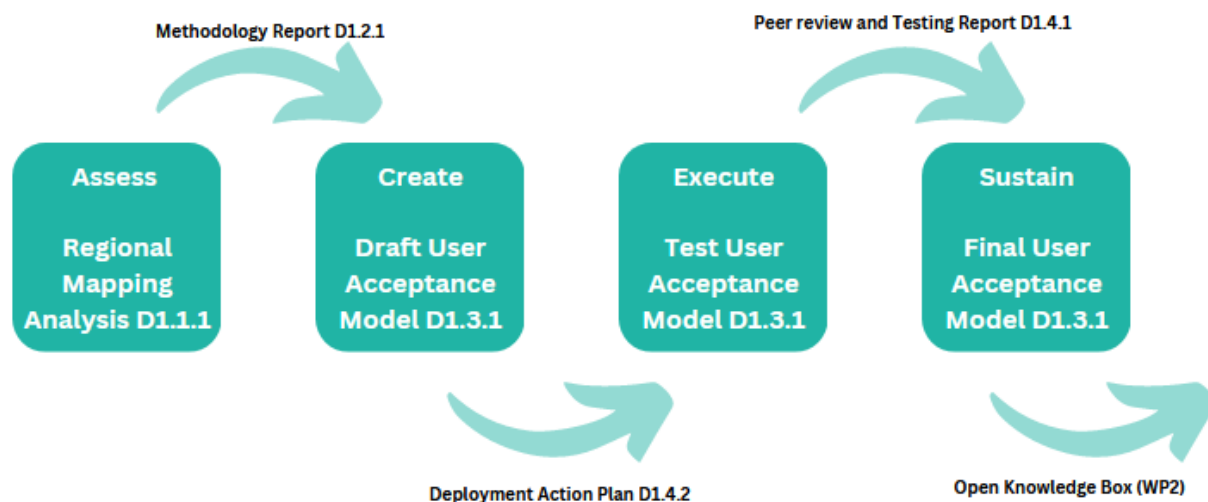 Methodology Report D1.2.1
Peer review and Testing Report D1.4.1
Assess
Regional
Mapping
Analysis D1.1.1
Create
Draft User
Acceptance
Model D1.3.1
Execute
Test User
Acceptance
Model D1.3.1
Sustain
Final User
Acceptance
Model D1.3.1
Deployment Action Plan D1.4.2
Open Knowledge Box (WP2)